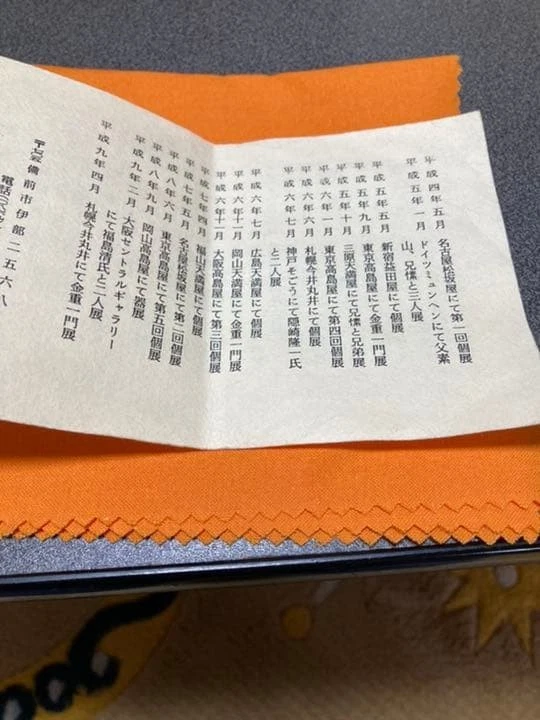 平成四年五月 名古屋松坂屋にて第一回個展
平成五年一月 ドイツミュンヘンにて父素
山、兄愫と三人展
平成五年五月 新宿益田屋にて個展
平成五年九月 東京高島屋にて金重一門展
平成五年十月 三原天満屋にて兄愫と兄弟展
平成六年一月 東京高島屋にて第四回個展
平成六年六月 札幌今井丸井にて個展
平成六年七月 神戸そごうにて隠崎隆一氏
と二人展
平成六年七月 広島天満屋にて個展
平成六年十一月 岡山天満屋にて金重一門展
平成六年十一月 大阪高島屋にて第三回個展
平成七年四月 福山天満屋にて個展
平成七年五月 名古屋松坂屋にて第二回個展
平成八年六月 東京高島屋にて第五回個展
平成八年九月 岡山高島屋にて器展
平成九年二月 大阪セントラルギャラリー
にて福島清氏と二人展
平成九年四月 札幌今井丸井にて金重一門展
備前市伊部二五六八
電話